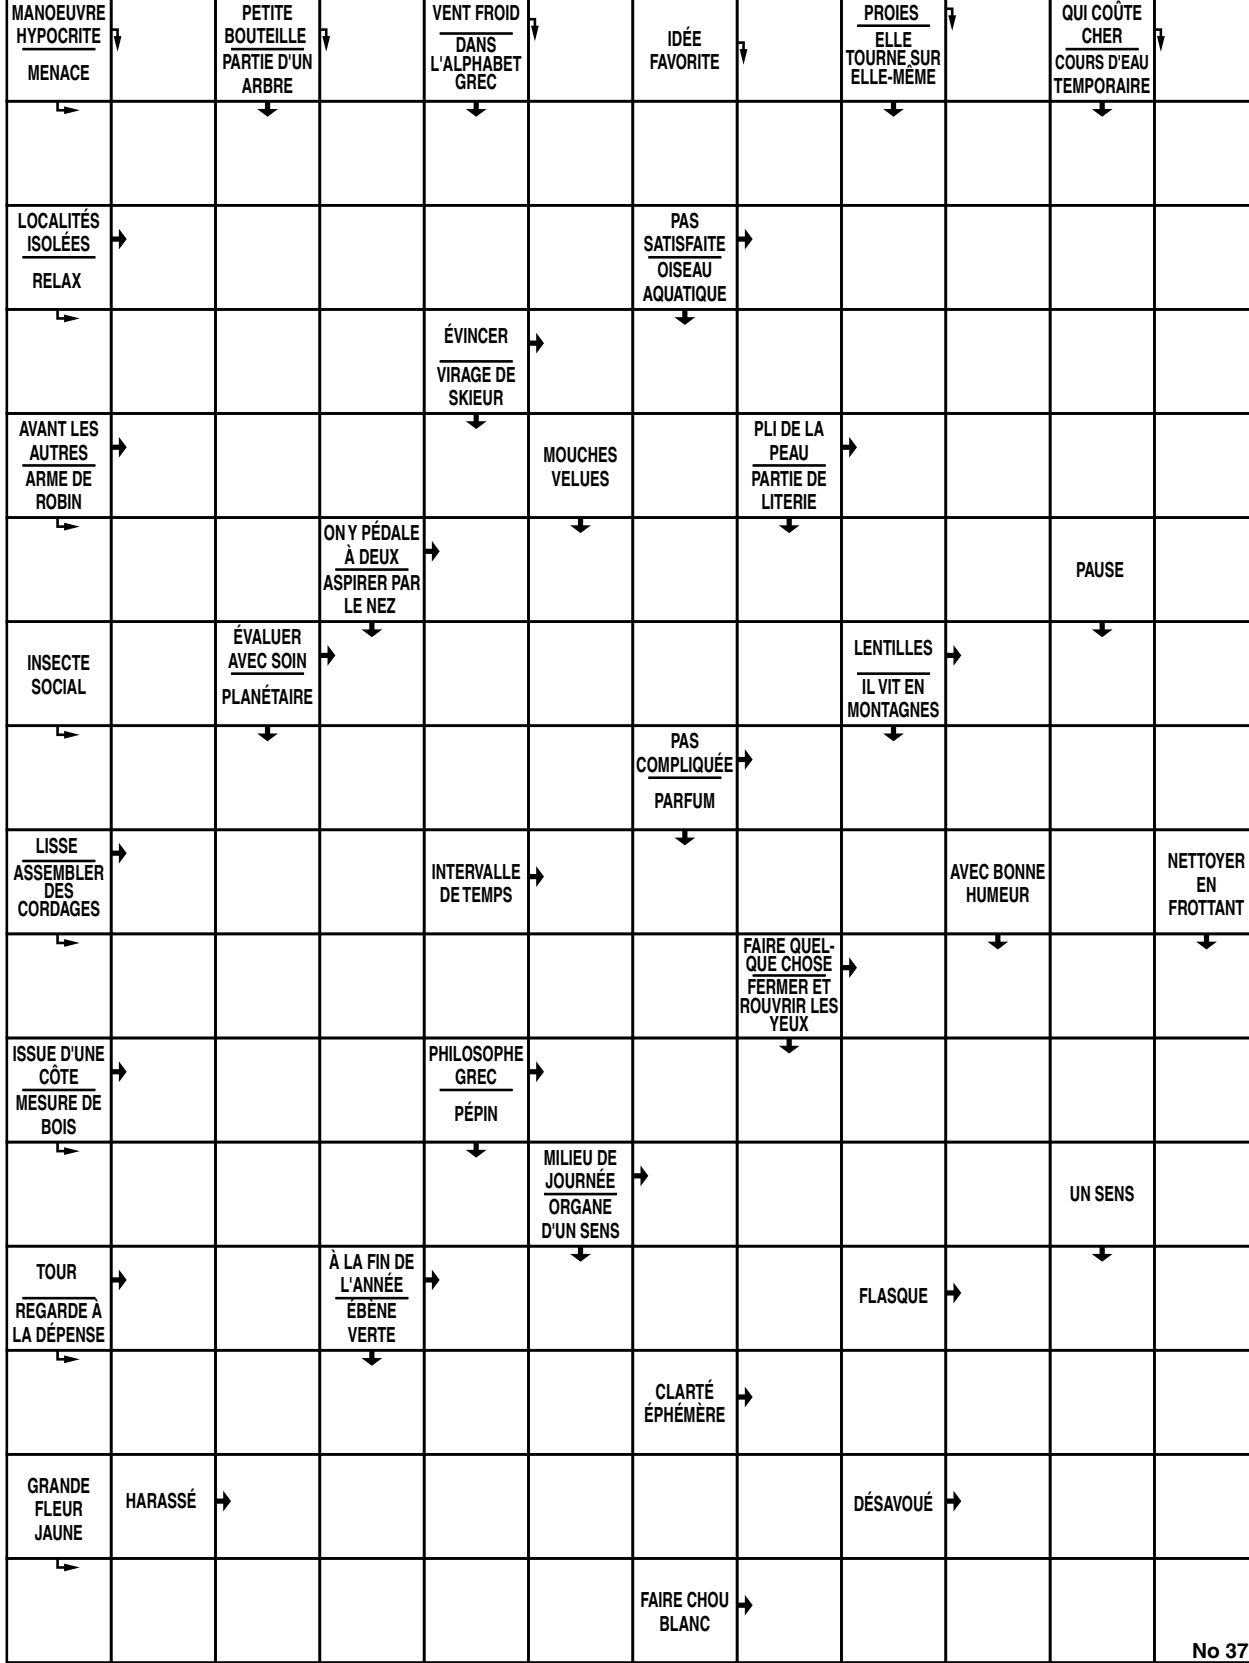 MANOEUVRE
HYPOCRITE
MENACE
PETITE
BOUTEILLE
PARTIE D'UN
ARBRE
VENT FROID
DANS
L'ALPHABET
GREC
IDÉE
FAVORITE
PROIES
ELLE
TOURNE SUR
ELLE-MÊME
QUI COÛTE
CHER
COURS D'EAU
TEMPORAIRE
LOCALITÉS
ISOLÉES
RELAX
PAS
SATISFAITE
OISEAU
AQUATIQUE
ÉVINCER
VIRAGE DE
SKIEUR
AVANT LES
AUTRES
ARME DE
ROBIN
MOUCHES
VELUES
PLI DE LA
PEAU
PARTIE DE
LITERIE
ON Y PÉDALE
À DEUX
ASPIRER PAR
LE NEZ
PAUSE
INSECTE
SOCIAL
ÉVALUER
AVEC SOIN
PLANÉTAIRE
LENTILLES
IL VIT EN
MONTAGNES
PAS
COMPLIQUÉE
PARFUM
LISSE
ASSEMBLER
DES
CORDAGES
INTERVALLE
DE TEMPS
AVEC BONNE
HUMEUR
NETTOYER
EN
FROTTANT
FAIRE QUEL-
QUE CHOSE
FERMER ET
ROUVRIR LES
YEUX
ISSUE D'UNE
CÔTE
MESURE DE
BOIS
PHILOSOPHE
GREC
PÉPIN
MILIEU DE
JOURNÉE
ORGANE
D'UN SENS
UN SENS
TOUR
REGARDE À
LA DÉPENSE
À LA FIN DE
L'ANNÉE
ÉBÈNE
VERTE
FLASQUE
CLARTÉ
ÉPHÉMÈRE
GRANDE
FLEUR
JAUNE
HARASSÉ
DÉSAVOUÉ
FAIRE CHOU
BLANC
No 37